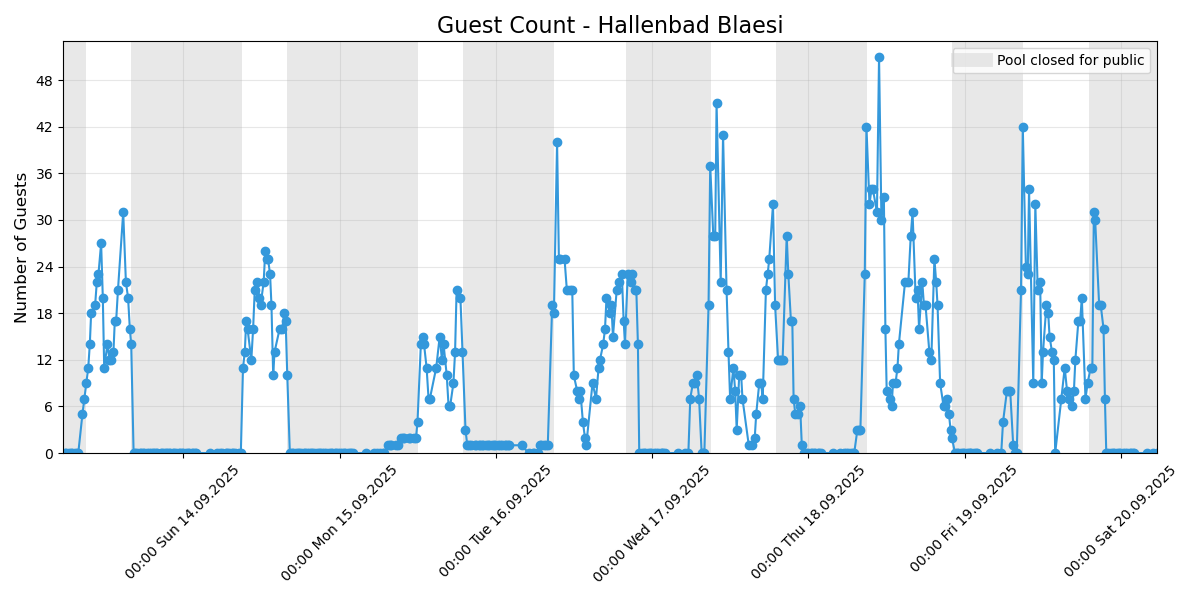 Guest Count - Hallenbad Blaesi
Pool closed for public
Number of Guests
48
42
36
30
24
18
12
6
0
00:00 Sun 14.09.2025
00:00 Mon 15.09.2025
00:00 Tue 16.09.2025
00:00 Wed 17.09.2025
00:00 Thu 18.09.2025
00:00 Fri 19.09.2025
00:00 Sat 20.09.2025